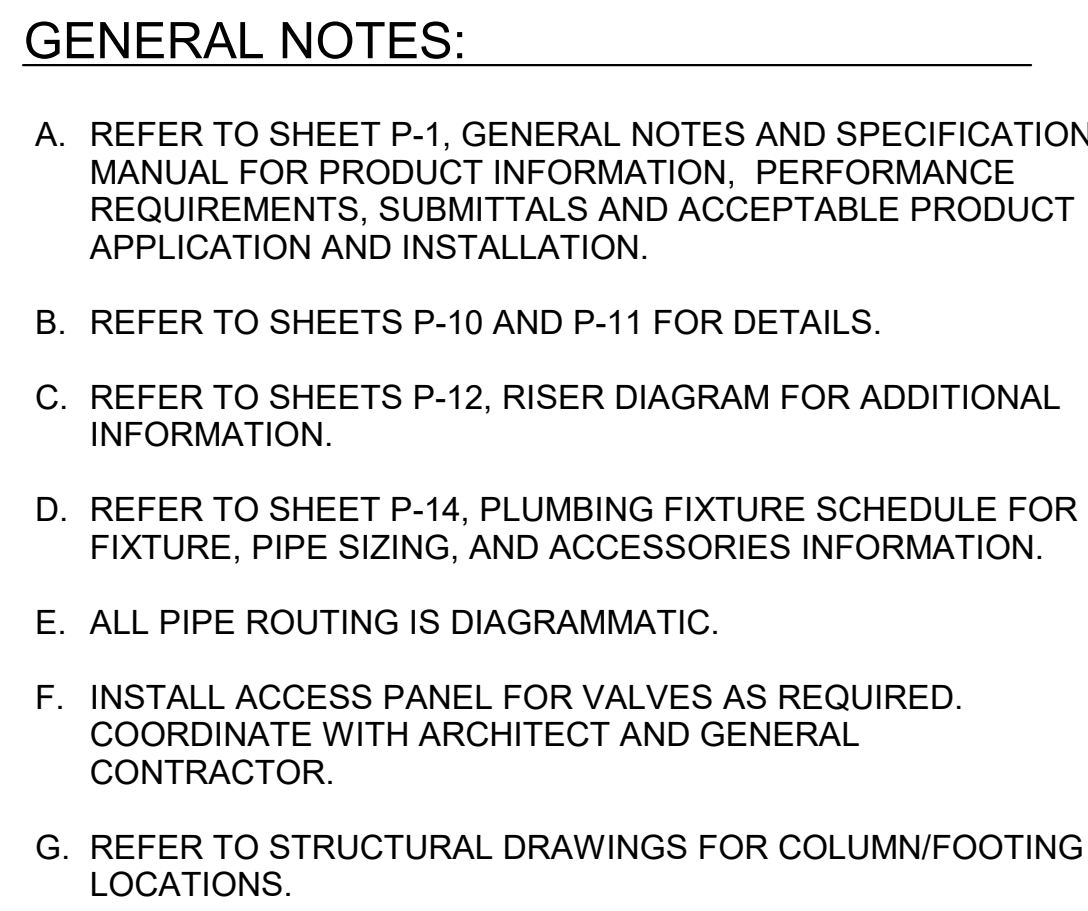 GENERAL NOTES:
A. REFER TO SHEET P-1, GENERAL NOTES AND SPECIFICATION
MANUAL FOR PRODUCT INFORMATION, PERFORMANCE
REQUIREMENTS, SUBMITTALS AND ACCEPTABLE PRODUCT
APPLICATION AND INSTALLATION.
B. REFER TO SHEETS P-10 AND P-11 FOR DETAILS.
C. REFER TO SHEETS P-12, RISER DIAGRAM FOR ADDITIONAL
INFORMATION.
D. REFER TO SHEET P-14, PLUMBING FIXTURE SCHEDULE FOR
FIXTURE, PIPE SIZING, AND ACCESSORIES INFORMATION.
E. ALL PIPE ROUTING IS DIAGRAMMATIC.
F. INSTALL ACCESS PANEL FOR VALVES AS REQUIRED.
COORDINATE WITH ARCHITECT AND GENERAL
CONTRACTOR.
G. REFER TO STRUCTURAL DRAWINGS FOR COLUMN/FOOTING
LOCATIONS.